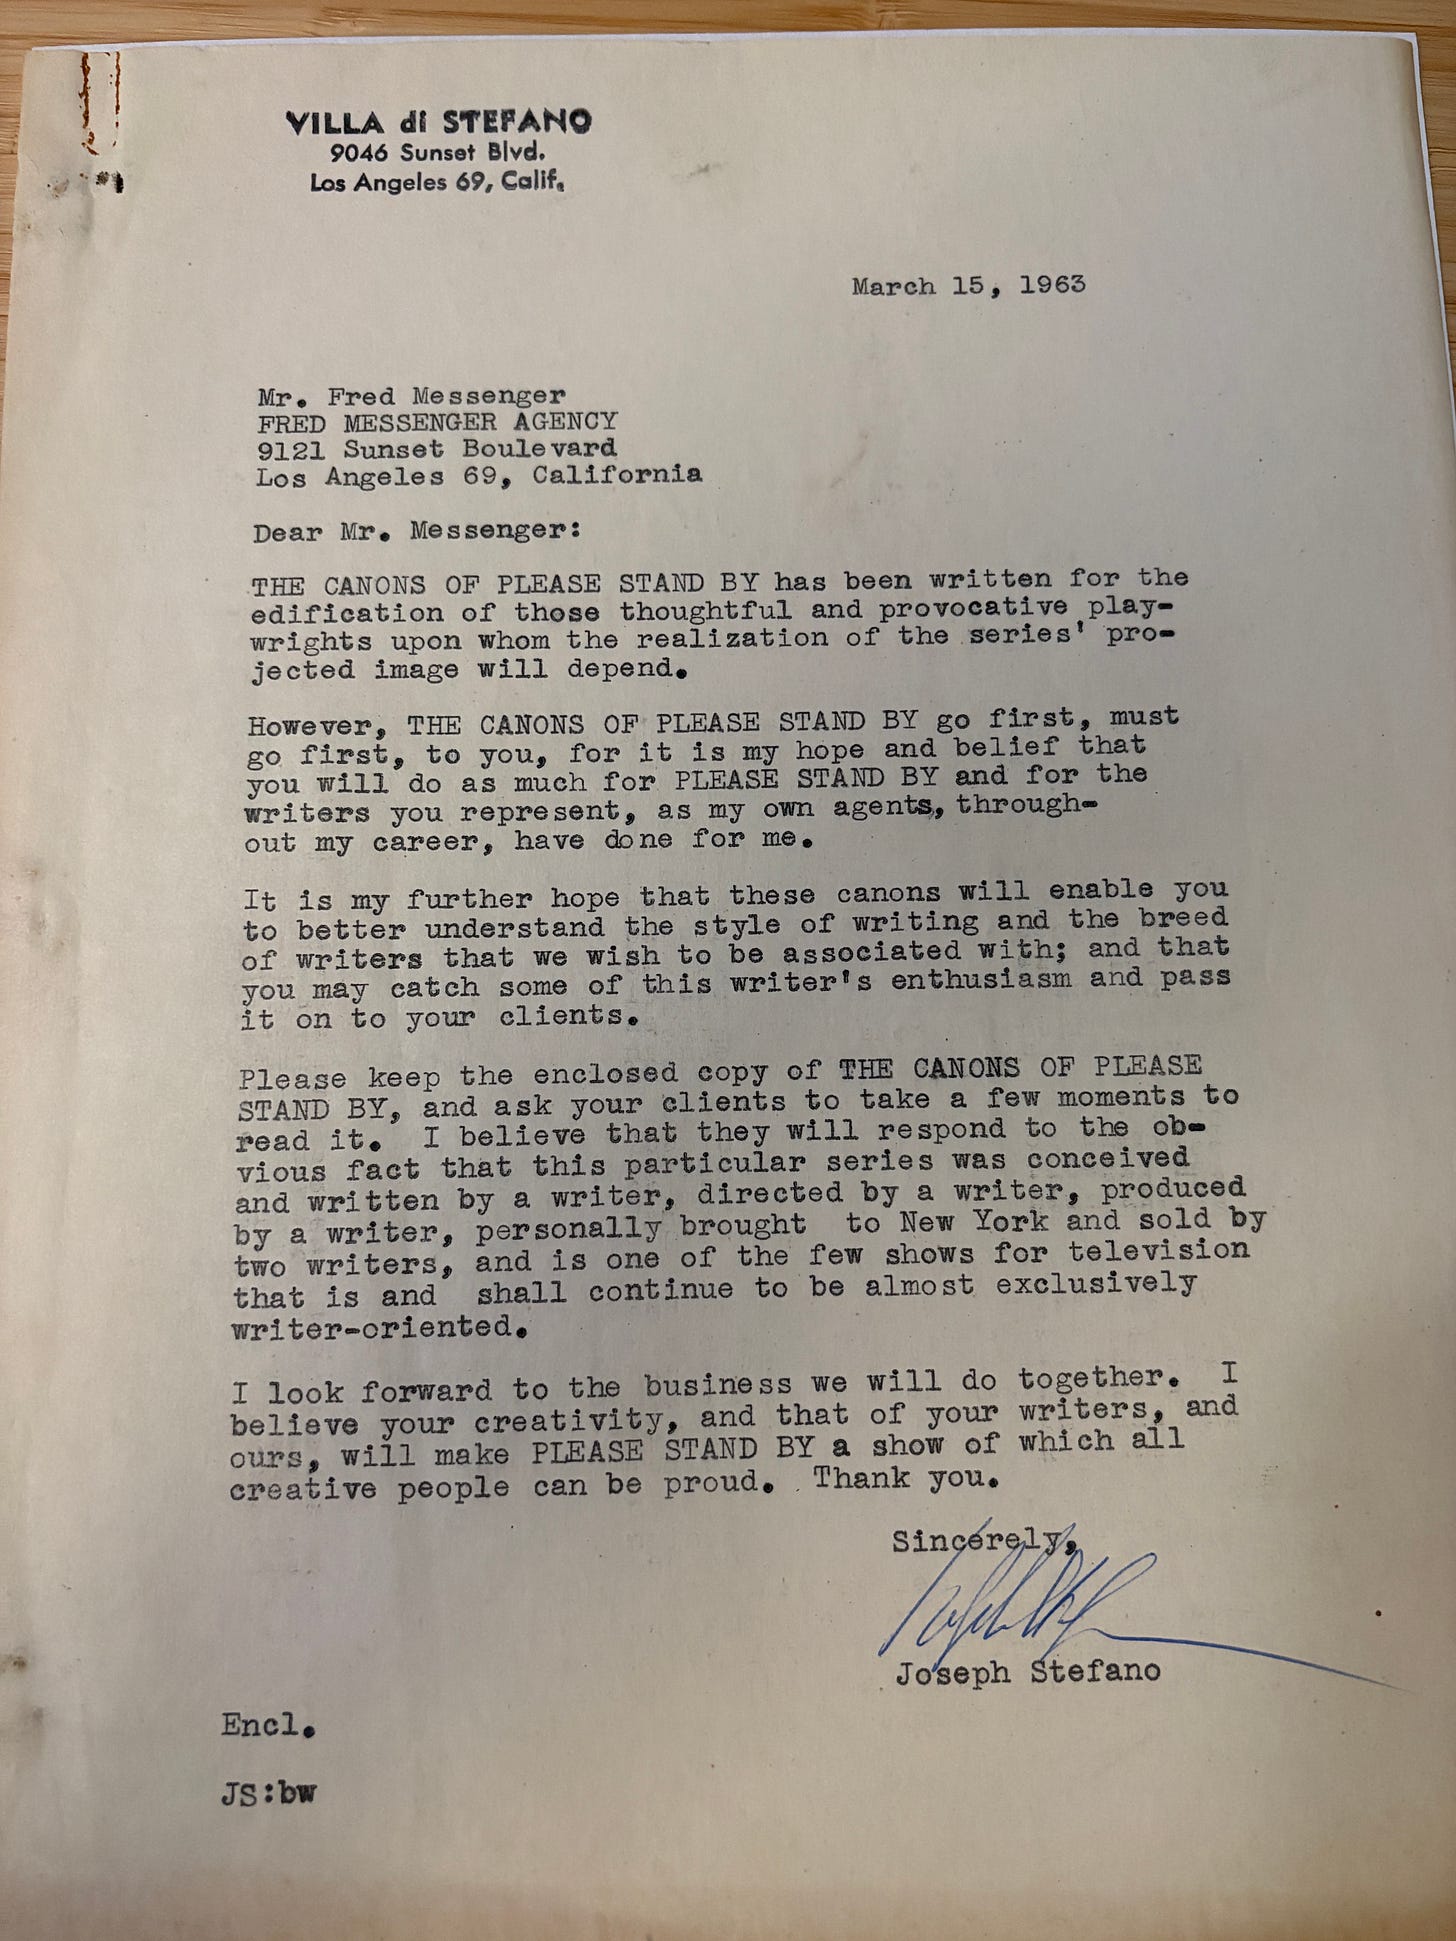 VILLA di STEFANO
9046 Sunset Blvd.
Los Angeles 69, Calif.
March 15, 1963
Mr. Fred Messenger
FRED MESSENGER AGENCY
9121 Sunset Boulevard
Los Angeles 69, California
Dear Mr. Messenger:
THE CANONS OF PLEASE STAND BY has been written for the
edification of those thoughtful and provocative play-
wrights upon whom the realization of the series' pro-
jected image will depend.
However, THE CANONS OF PLEASE STAND BY go first, must
go first, to you, for it is my hope and belief that
you will do as much for PLEASE STAND BY and for the
writers you represent, as my own agents, through-
out my career, have done for me.
It is my further hope that these canons will enable you
to better understand the style of writing and the breed
of writers that we wish to be associated with; and that
you may catch some of this writer's enthusiasm and pass
it on to your clients.
Please keep the enclosed copy of THE CANONS OF PLEASE
STAND BY, and ask your clients to take a few moments to
read it. I believe that they will respond to the ob-
vious fact that this particular series was conceived
and written by a writer, directed by a writer, produced
by a writer, personally brought to New York and sold by
two writers, and is one of the few shows for television
that is and shall continue to be almost exclusively
writer-oriented.
I look forward to the business we will do together. I
believe your creativity, and that of your writers, and
ours, will make PLEASE STAND BY a show of which all
creative people can be proud. Thank you.
Sincerely,
Joseph Stefano
Encl.
JS:bw